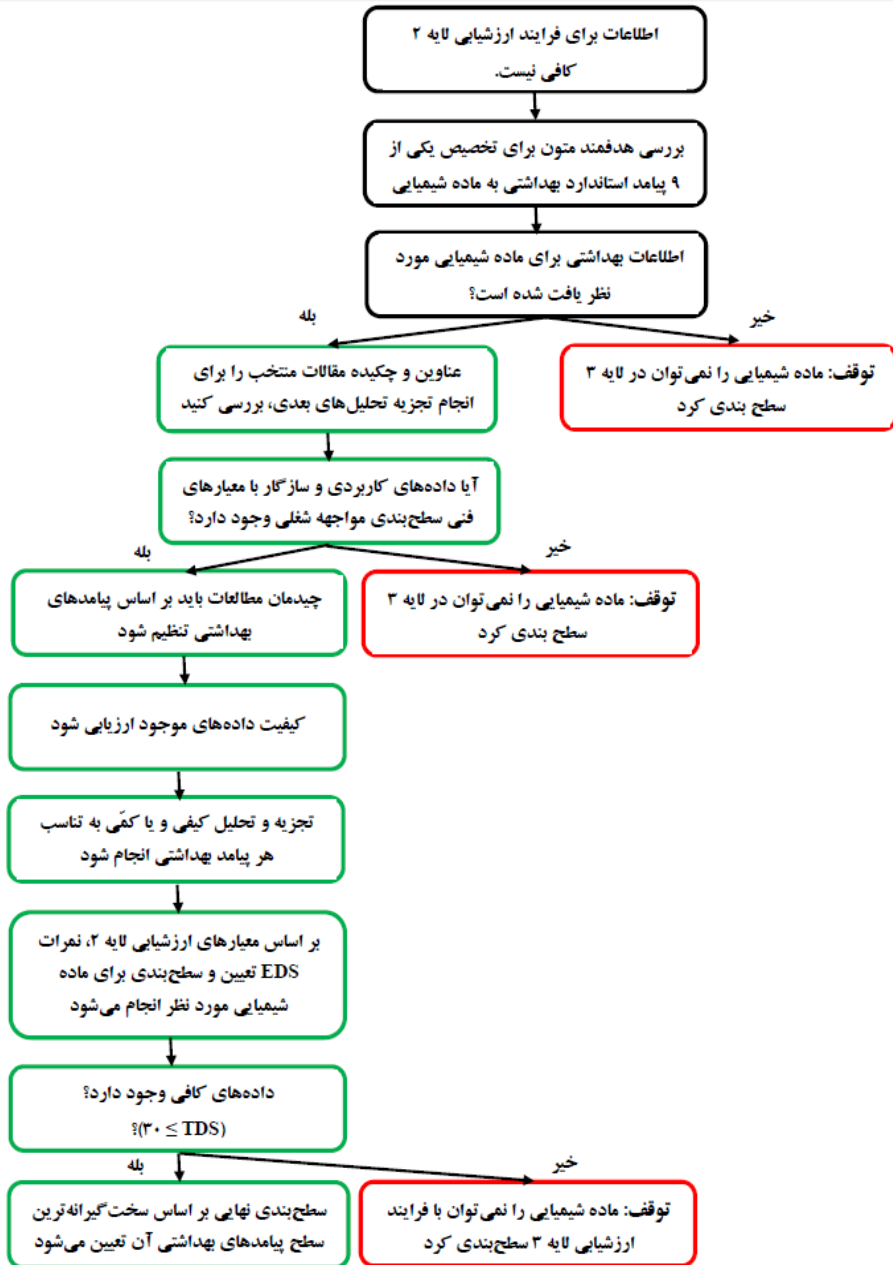 اطلاعات برای فرایند ارزشیابی لایه ۲
کافی نیست.
بررسی هدفمند متون برای تخصیص یکی از
۹ پیامد استاندارد بهداشتی به ماده شیمیایی
اطلاعات بهداشتی برای ماده شیمیایی مورد
نظر یافت شده است؟
خیر
بله
توقف: ماده شیمیایی را نمی‌توان در لایه ۳
سطح بندی کرد
عناوین و چکیده مقالات منتخب را برای
انجام تجزیه تحلیل‌های بعدی، بررسی کنید
آیا داده‌های کاربردی و سازگار با معیارهای
فنی سطح‌بندی مواجهه شغلی وجود دارد؟
خیر
بله
توقف: ماده شیمیایی را نمی‌توان در لایه ۳
سطح بندی کرد
چیدمان مطالعات باید بر اساس پیامدهای
بهداشتی تنظیم شود
کیفیت داده‌های موجود ارزیابی شود
تجزیه و تحلیل کیفی و یا کمّی به تناسب
هر پیامد بهداشتی انجام شود
بر اساس معیارهای ارزشیابی لایه ۲، نمرات
EDS تعیین و سطح‌بندی برای ماده
شیمیایی مورد نظر انجام می‌شود
داده‌های کافی وجود دارد؟
(۳۰ ≤ TDS)؟
خیر
بله
توقف: ماده شیمیایی را نمی‌توان با فرایند
ارزشیابی لایه ۳ سطح‌بندی کرد
سطح‌بندی نهایی بر اساس سخت‌گیرانه‌ترین
سطح پیامدهای بهداشتی آن تعیین می‌شود